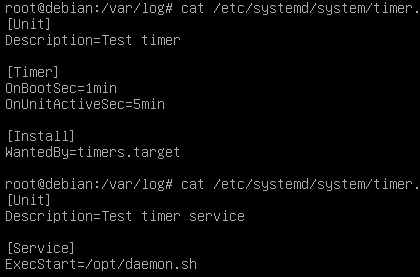 root@debian:/var/log# cat /etc/systemd/system/timer.
[Unit]
Description=Test timer
[Timer]
OnBootSec=1min
OnUnitActiveSec=5min
[Install]
WantedBy=timers.target
root@debian:/var/log# cat /etc/systemd/system/timer.
[Unit]
Description=Test timer service
[Service]
ExecStart=/opt/daemon.sh